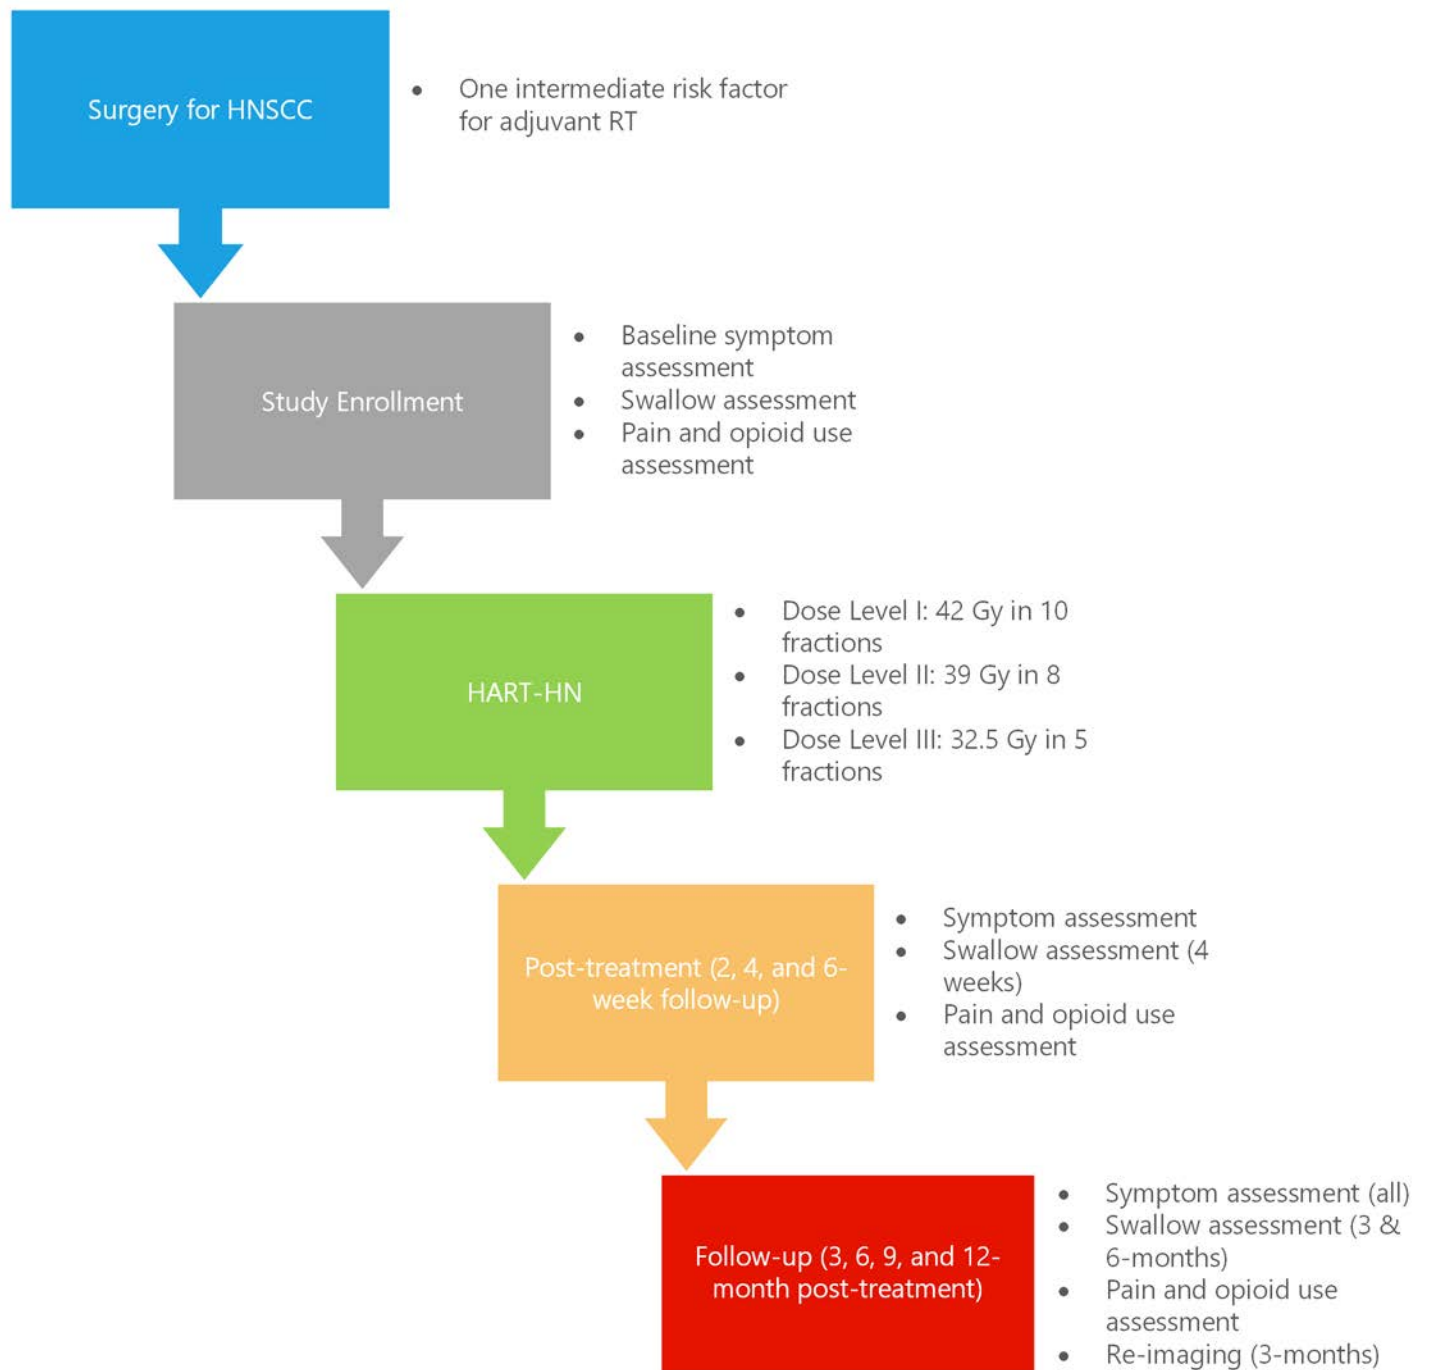 Surgery for HNSCC
• One intermediate risk factor
for adjuvant RT
Study Enrollment
• Baseline symptom
assessment
• Swallow assessment
• Pain and opioid use
assessment
HART-HN
• Dose Level I: 42 Gy in 10
fractions
• Dose Level II: 39 Gy in 8
fractions
• Dose Level III: 32.5 Gy in 5
fractions
Post-treatment (2, 4, and 6-
week follow-up)
• Symptom assessment
• Swallow assessment (4
weeks)
• Pain and opioid use
assessment
Follow-up (3, 6, 9, and 12-
month post-treatment)
• Symptom assessment (all)
• Swallow assessment (3 &
6-months)
• Pain and opioid use
assessment
• Re-imaging (3-months)